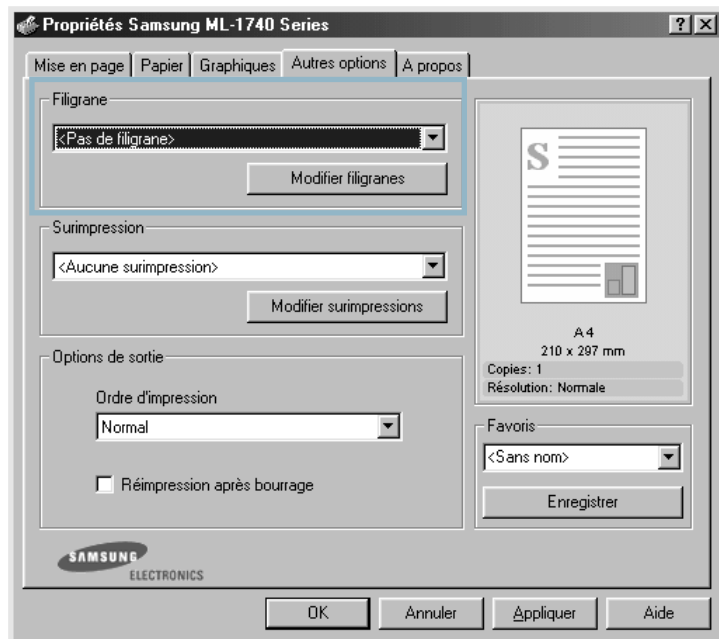 Propriétés Samsung ML-1740 Series
Mise en page Papier Graphiques Autres options A propos
Filigrane
<Pas de filigrane>
Modifier filigranes
Surimpression
<Aucune surimpression>
Modifier surimpressions
Options de sortie
Ordre d'impression
Normal
Réimpression après bourrage
S
A4
210 x 297 mm
Copies: 1
Résolution: Normale
Favoris
<Sans nom>
Enregistrer
SAMSUNG
ELECTRONICS
OK Annuler Appliquer Aide